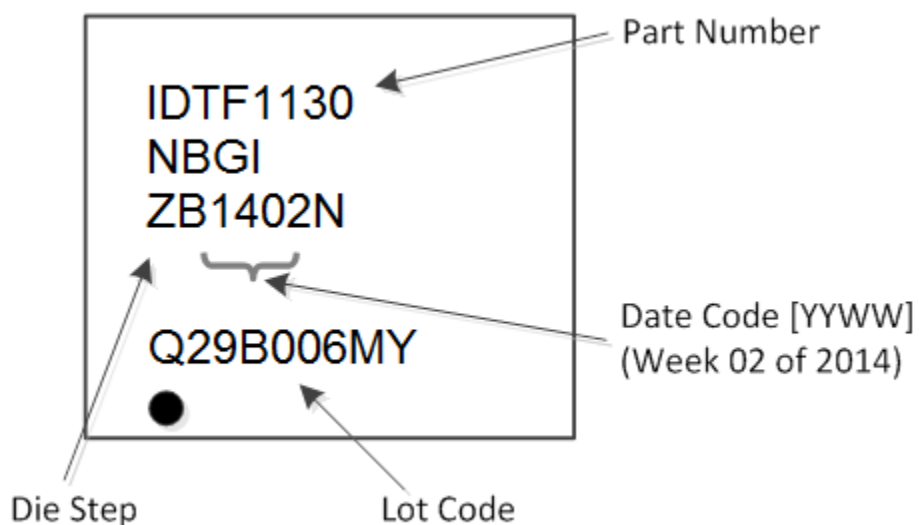 Part Number
IDTF1130
NBGI
ZB1402N
Date Code [YYWW]
(Week 02 of 2014)
Q29B006MY
Die Step
Lot Code